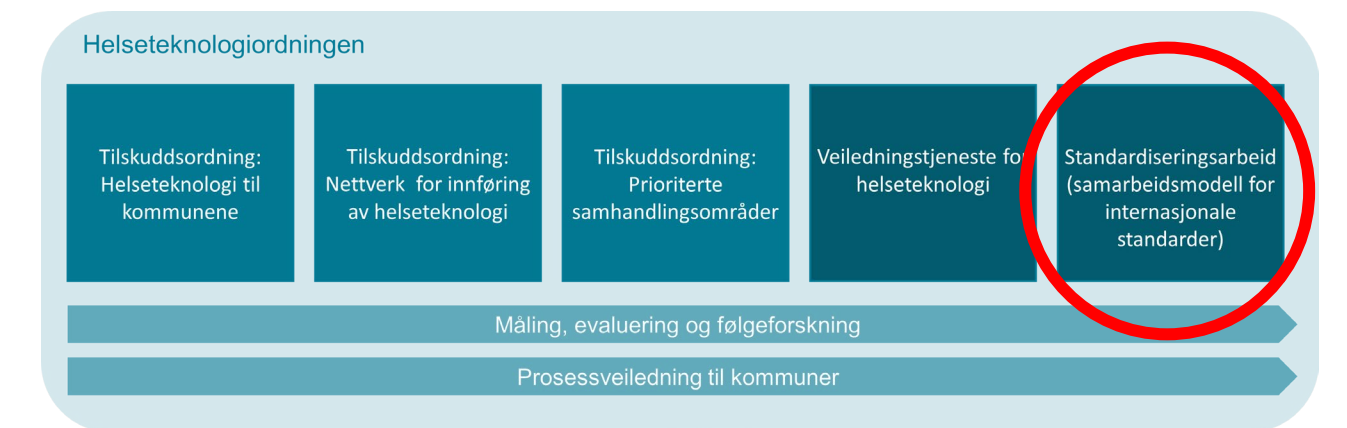 Helseteknologiordningen
Tilskuddsordning:
Helseteknologi til
kommunene
Tilskuddsordning:
Nettverk for innføring
av helseteknologi
Tilskuddsordning:
Prioriterte
samhandlingsområder
Veiledningstjeneste for
helseteknologi
Standardiseringsarbeid
(samarbeidsmodell for
internasjonale
standarder)
Måling, evaluering og følgeforskning
Prosessveiledning til kommuner